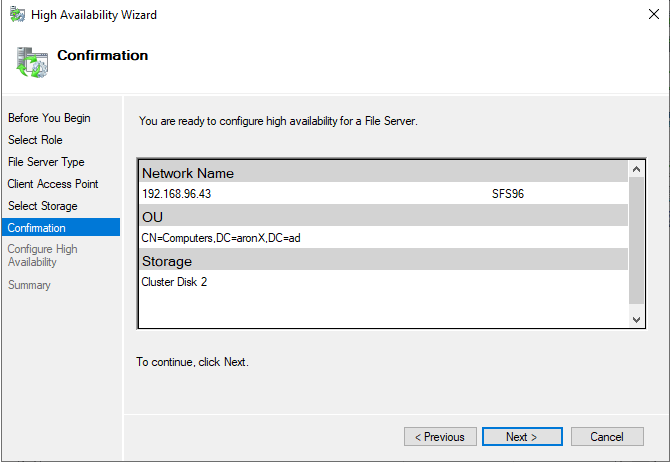 High Availability Wizard
Confirmation
Before You Begin
Select Role
File Server Type
Client Access Point
Select Storage
Confirmation
Configure High
Availability
Summary
You are ready to configure high availability for a File Server.
Network Name
192.168.96.43 SFS96
OU
CN=Computers,DC=aronX,DC=ad
Storage
Cluster Disk 2
To continue, click Next.
< Previous
Next >
Cancel